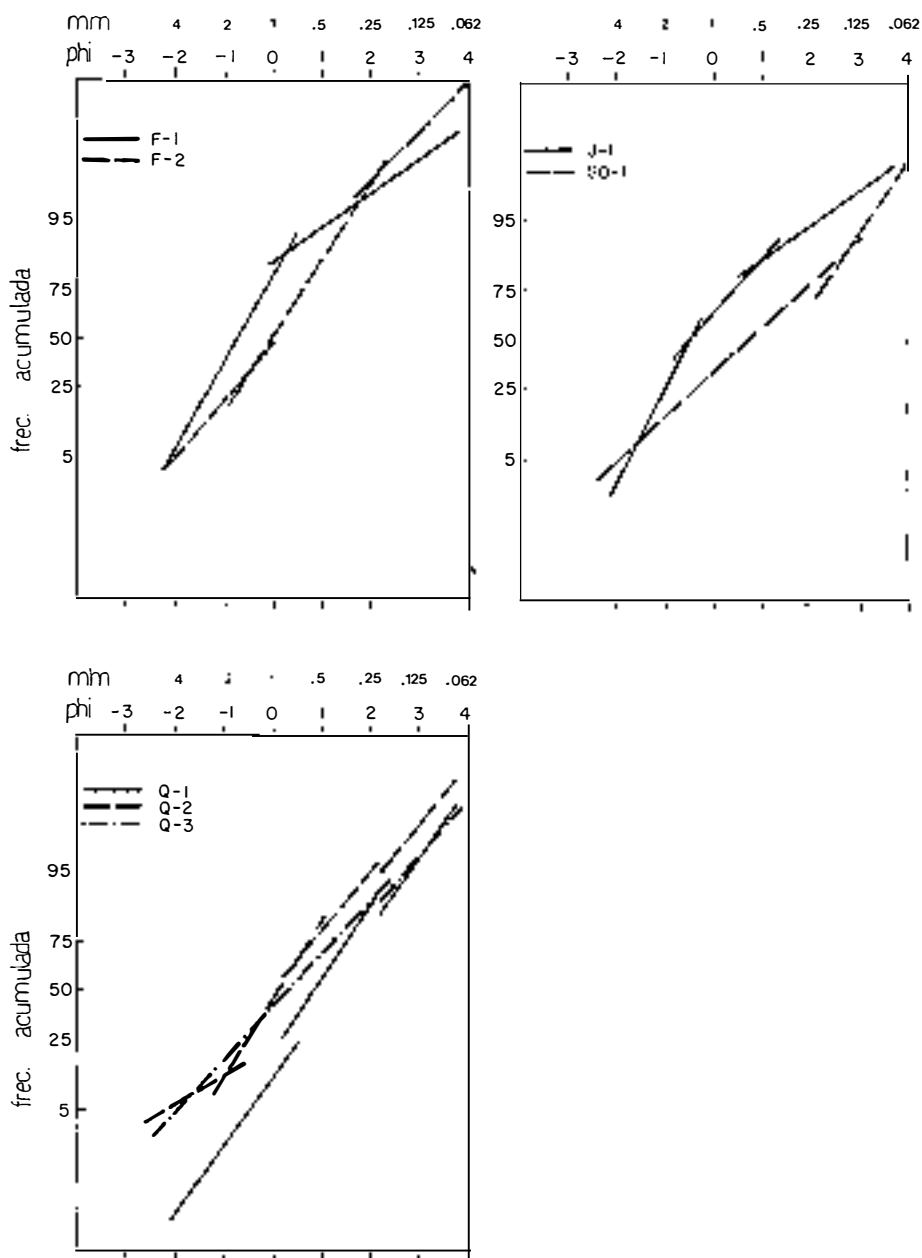 mm 4 2 1 .5 .25 .125 .062
phi -3 -2 -1 0 1 2 3 4
F-1
F-2
95
75
50
25
5
frec. acumulada
mm 4 2 1 .5 .25 .125 .062
phi -3 -2 -1 0 1 2 3 4
J-1
95
75
50
25
5
mm 4 .5 .25 .125 .062
phi -3 -2 -1 0 1 2 3 4
Q-1
Q-2
Q-3
95
75
50
25
5
frec. acumulada